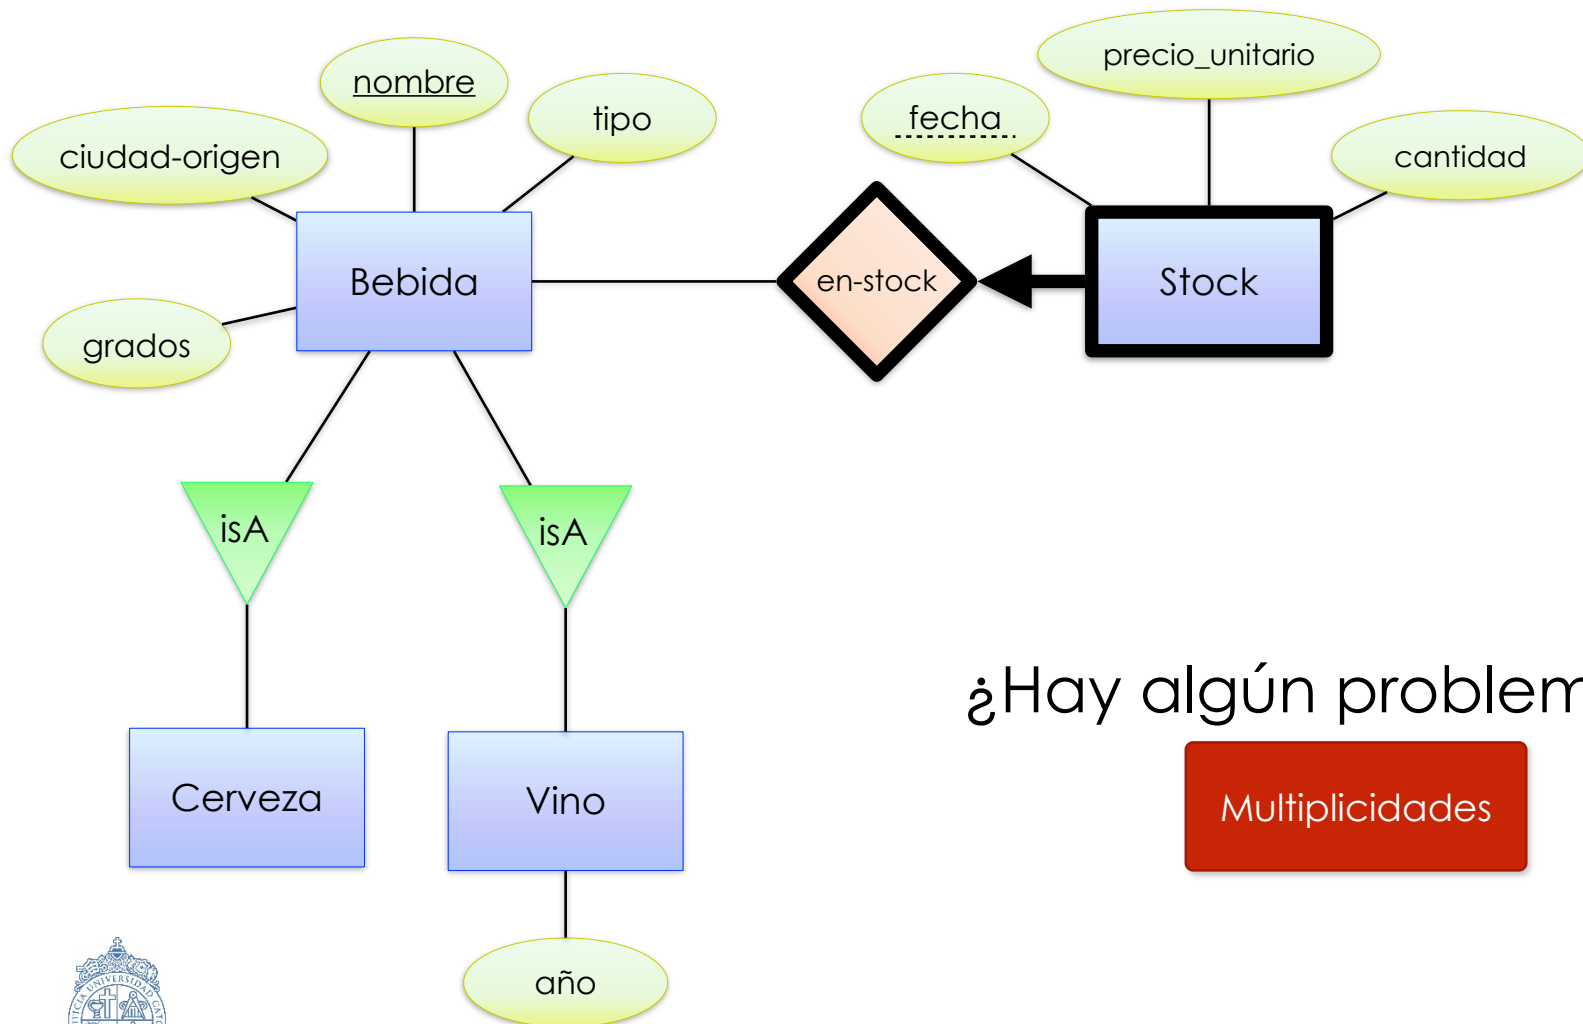 precio_unitario
nombre
fecha
tipo
ciudad-origen
cantidad
Bebida
en-stock
Stock
grados
isA
isA
¿Hay algún problem
Cerveza
Vino
Multiplicidades
año